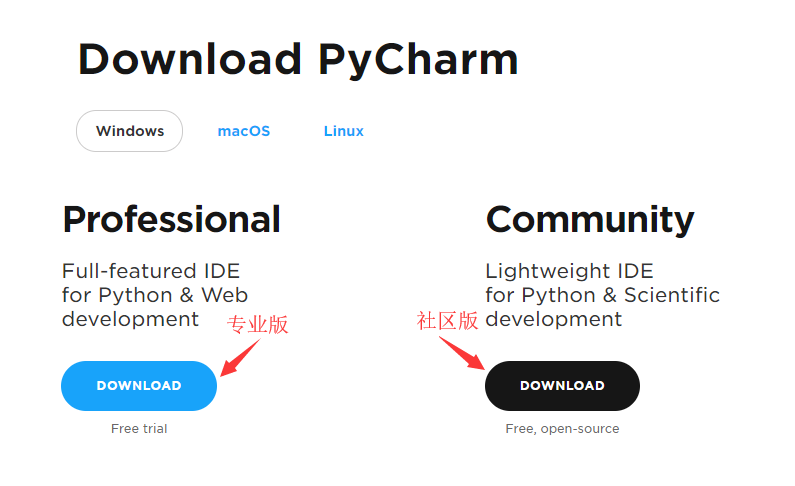 Download PyCharm
Windows
macOS
Linux
Professional
Full-featured IDE
for Python & Web
development
专业版
DOWNLOAD
Free trial
Community
Lightweight IDE
for Python & Scientific
development
社区版
DOWNLOAD
Free, open-source